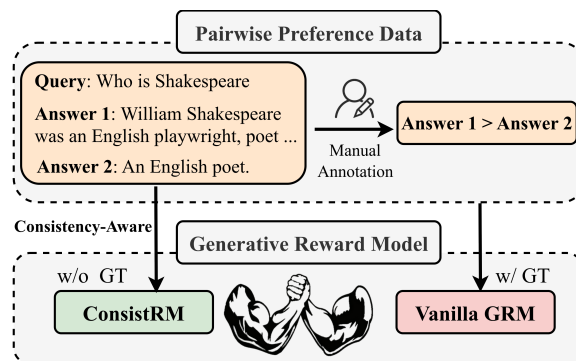 Pairwise Preference Data
Query: Who is Shakespeare
Answer 1: William Shakespeare
was an English playwright, poet ...
Answer 2: An English poet.
Manual
Annotation
Answer 1 > Answer 2
Consistency-Aware
Generative Reward Model
w/o GT
w/ GT
ConsistRM
Vanilla GRM